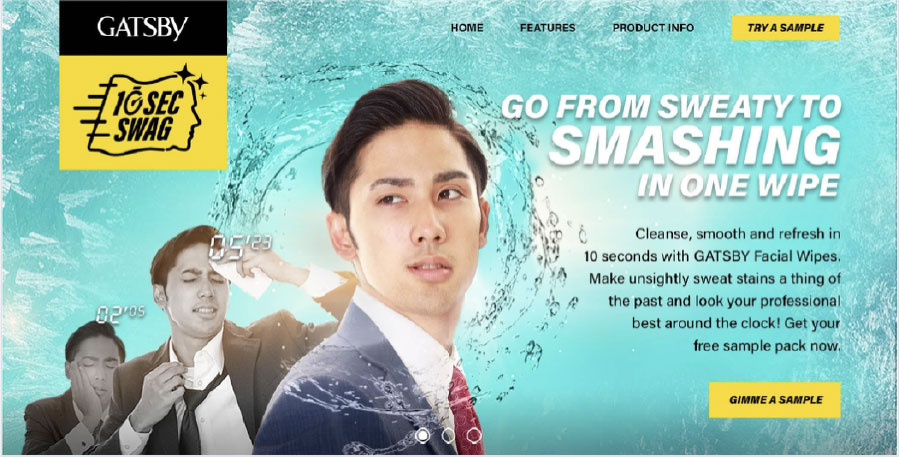 GATSBY
10 SEC
SWAG
HOME
FEATURES
PRODUCT INFO
TRY A SAMPLE
GO FROM SWEATY TO
SMASHING
IN ONE WIPE
Cleanse, smooth and refresh in
10 seconds with GATSBY Facial Wipes.
Make unsightly sweat stains a thing of
the past and look your professional
best around the clock! Get your
free sample pack now.
GIMME A SAMPLE
05'23
02'05